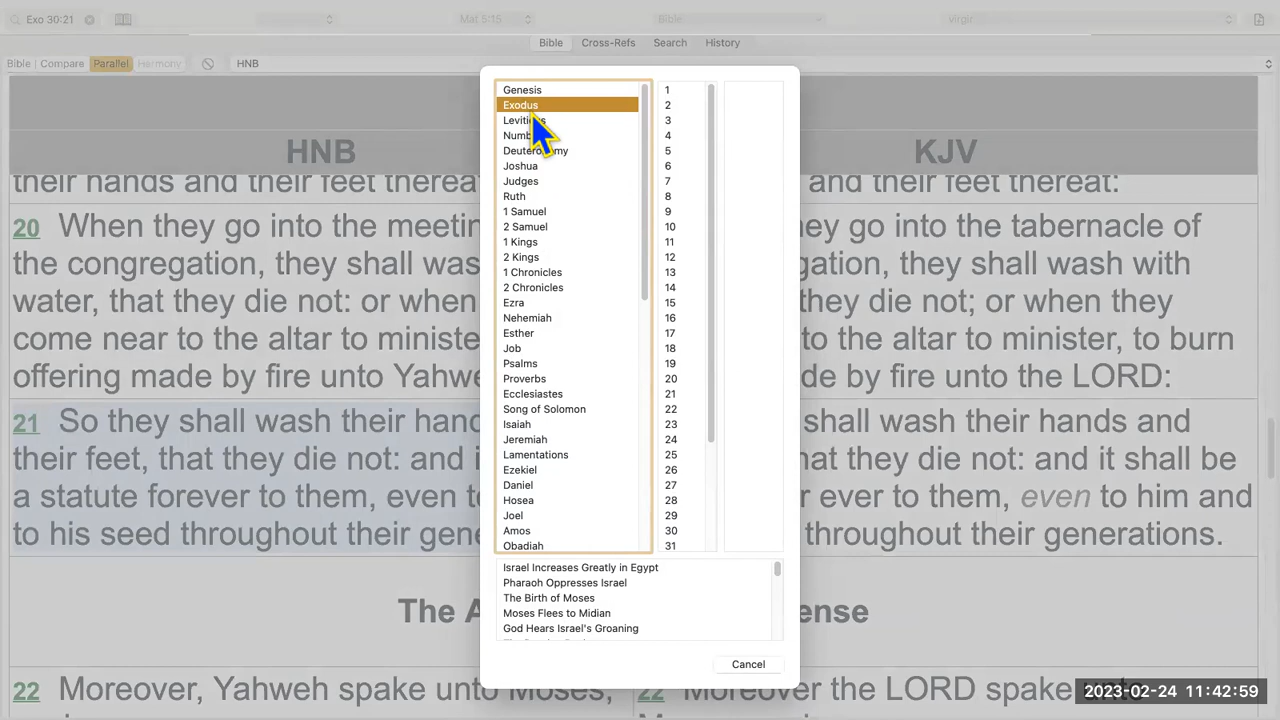 Exo 30:21
Mat 5:15
Bible
Virgir
Bible Cross-Refs Search History
Bible Compare Parallel Harmony HNB
HNB
KJV
their hands and their feet therea
and their feet thereat:
20 When they go into the meetin
the congregation, they shall was
water, that they die not: or when
come near to the altar to ministe
offering made by fire unto Yahwe
ey go into the tabernacle of
gation, they shall wash with
they die not; or when they
to the altar to minister, to burn
de by fire unto the LORD:
21 So they shall wash their hand
their feet, that they die not: and i
a statute forever to them, even to
to his seed throughout their gene
shall wash their hands and
hat they die not: and it shall be
r ever to them, even to him and
throughout their generations.
The A
ense
22 Moreover, Yahweh spake unto Moses,
22 Moreover the LORD spake unto
Genesis
Exodus
Leviticus
Numb
Deuteronomy
Joshua
Judges
Ruth
1 Samuel
2 Samuel
1 Kings
2 Kings
1 Chronicles
2 Chronicles
Ezra
Nehemiah
Esther
Job
Psalms
Proverbs
Ecclesiastes
Song of Solomon
Isaiah
Jeremiah
Lamentations
Ezekiel
Daniel
Hosea
Joel
Amos
Obadiah
1
2
3
4
5
6
7
8
9
10
11
12
13
14
15
16
17
18
19
20
21
22
23
24
25
26
27
28
29
30
31
Israel Increases Greatly in Egypt
Pharaoh Oppresses Israel
The Birth of Moses
Moses Flees to Midian
God Hears Israel's Groaning
Cancel
2023-02-24 11:42:59